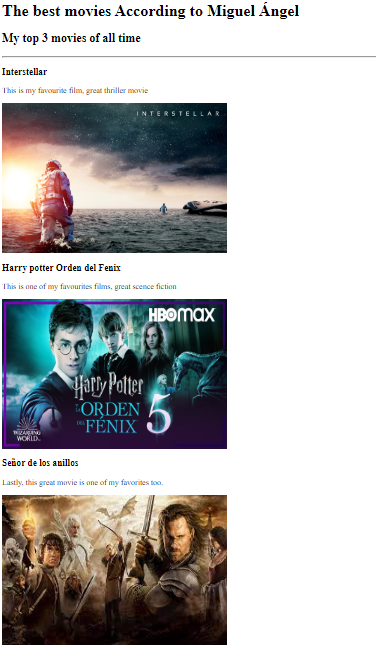 The best movies According to Miguel Ángel
My top 3 movies of all time
Interstellar
This is my favourite film, great thriller movie
INTERSTELLAR
Harry potter Orden del Fenix
This is one of my favourites films, great scence fiction
HBOMAX
Harry Potter
Y LA ORDEN
DEL FÉNIX 5
WIZARDING
WORLD
Señor de los anillos
Lastly, this great movie is one of my favorites too.